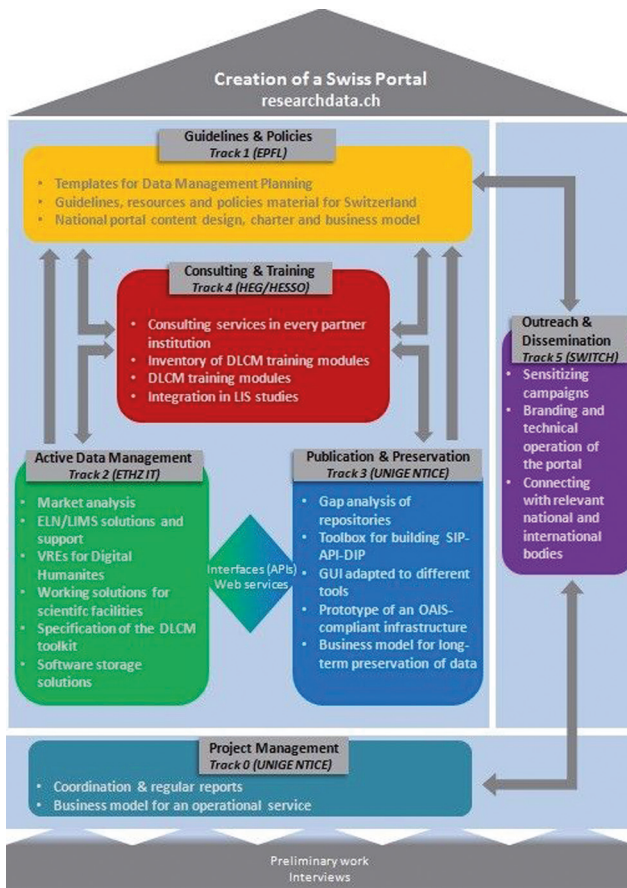 Creation of a Swiss Portal
researchdata.ch
Guidelines & Policies
Track 1 (EPFL)
• Templates for Data Management Planning
• Guidelines, resources and policies material for Switzerland
• National portal content design, charter and business model
Consulting & Training
Track 4 (HEG/HESSO)
• Consulting services in every partner
institution
• Inventory of DLCM training modules
• DLCM training modules
• Integration in LIS studies
Outreach &
Dissemination
Track 5 (SWITCH)
• Sensitizing
campaigns
• Branding and
technical
operation of
the portal
• Connecting
with relevant
national and
international
bodies
Active Data Management
Track 2 (ETHZ IT)
• Market analysis
• ELN/LIMS solutions and
support
• VREs for Digital
Humanites
• Working solutions for
scientifc facilities
• Specification of the DLCM
toolkit
• Software storage
solutions
Interfaces (APIs)
Web services
Publication & Preservation
Track 3 (UNIGE NTICE)
• Gap analysis of
repositories
• Toolbox for building SIP-
API-DIP
• GUI adapted to different
tools
• Prototype of an OAIS-
compliant infrastructure
• Business model for long-
term preservation of data
Project Management
Track 0 (UNIGE NTICE)
• Coordination & regular reports
• Business model for an operational service
Preliminary work
Interviews